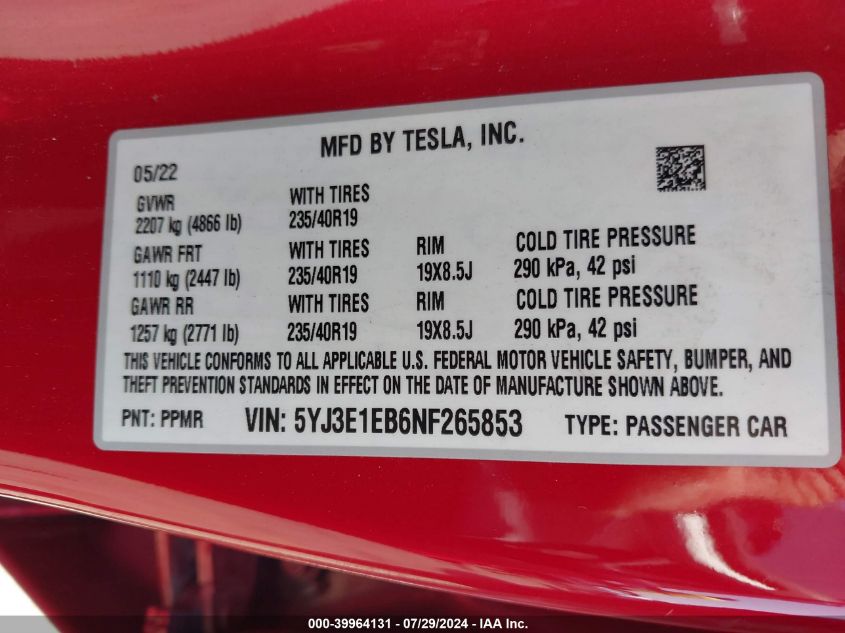 MFD BY TESLA, INC.
05/22
GVWR WITH TIRES
2207 kg (4866 lb) 235/40R19
GAWR FRT WITH TIRES RIM COLD TIRE PRESSURE
1110 kg (2447 lb) 235/40R19 19X8.5J 290 kPa, 42 psi
GAWR RR WITH TIRES RIM COLD TIRE PRESSURE
1257 kg (2771 lb) 235/40R19 19X8.5J 290 kPa, 42 psi
THIS VEHICLE CONFORMS TO ALL APPLICABLE U.S. FEDERAL MOTOR VEHICLE SAFETY, BUMPER, AND
THEFT PREVENTION STANDARDS IN EFFECT ON THE DATE OF MANUFACTURE SHOWN ABOVE.
PNT: PPMR VIN: 5YJ3E1EB6NF265853 TYPE: PASSENGER CAR
000-39964131 - 07/29/2024 - IAA Inc.